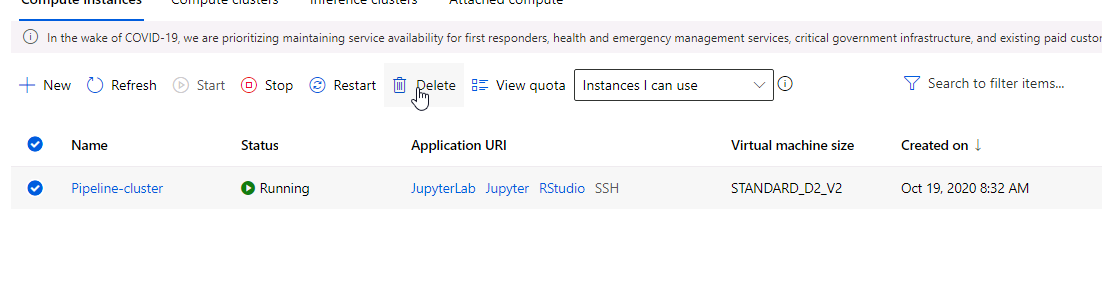 Compute instances Compute clusters Inference clusters Attached compute
In the wake of COVID-19, we are prioritizing maintaining service availability for first responders, health and emergency management services, critical government infrastructure, and existing paid custo
New Refresh Start Stop Restart Delete View quota Instances I can use Search to filter items...
Name Status Application URI Virtual machine size Created on ↓
Pipeline-cluster Running JupyterLab Jupyter RStudio SSH STANDARD_D2_V2 Oct 19, 2020 8:32 AM